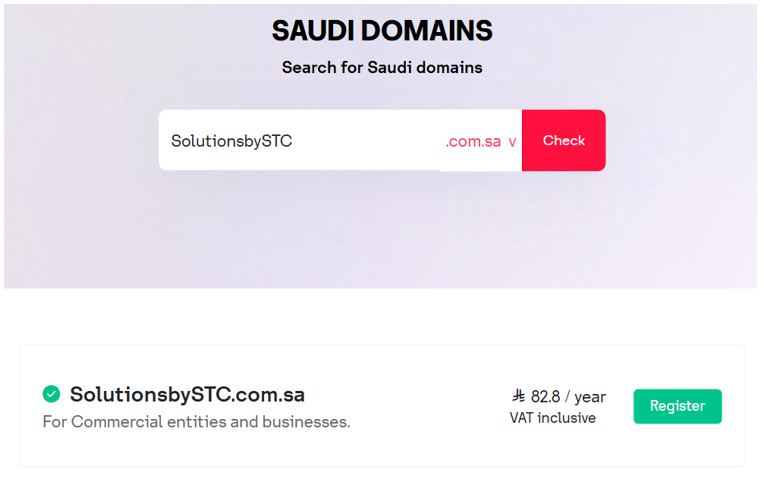 SAUDI DOMAINS
Search for Saudi domains
SolutionsbySTC .com.sa v Check
SolutionsbySTC.com.sa
For Commercial entities and businesses.
⃁ 82.8 / year
VAT inclusive
Register